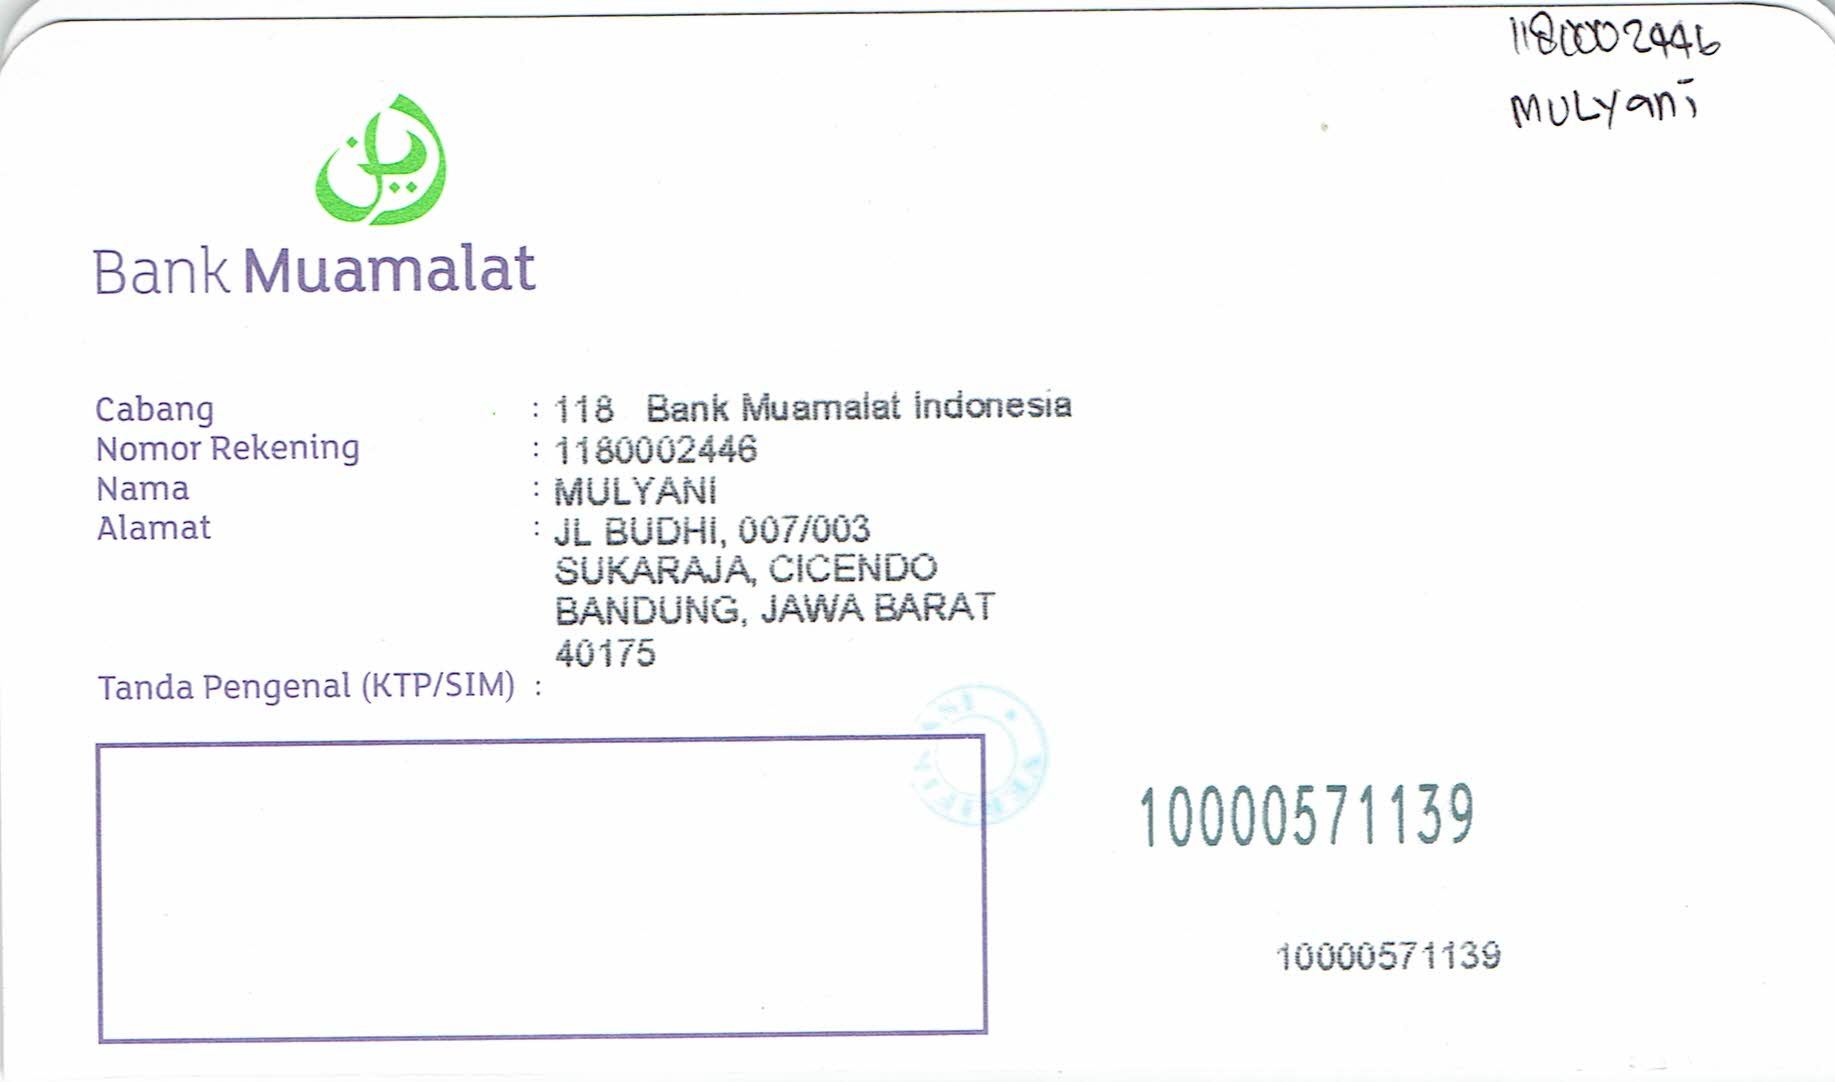 1180002446
MULyani
Bank Muamalat
Cabang : 118 Bank Muamalat Indonesia
Nomor Rekening : 1180002446
Nama : MULYANI
Alamat : JL BUDHI, 007/003
SUKARAJA, CICENDO
BANDUNG, JAWA BARAT
40175
Tanda Pengenal (KTP/SIM) :
VERIFIKASI
10000571139
10000571139